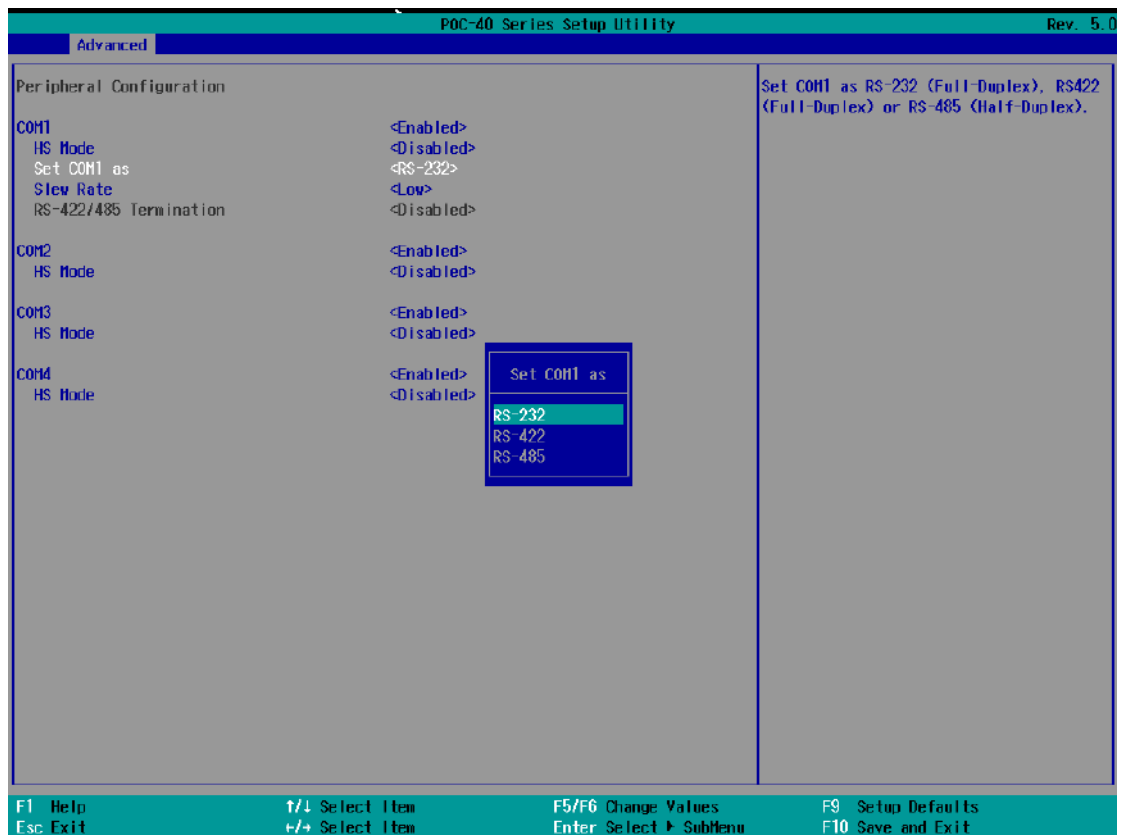 POC-40 Series Setup Utility Rev. 5.0
Advanced
Peripheral Configuration
COM1 <Enabled>
HS Mode <Disabled>
Set COM1 as <RS-232>
Slew Rate <Low>
RS-422/485 Termination <Disabled>
COM2 <Enabled>
HS Mode <Disabled>
COM3 <Enabled>
HS Mode <Disabled>
COM4 <Enabled>
HS Mode <Disabled>
Set COM1 as
RS-232
RS-422
RS-485
Set COM1 as RS-232 (Full-Duplex), RS422
(Full-Duplex) or RS-485 (Half-Duplex).
F1 Help ↑/↓ Select Item F5/F6 Change Values F9 Setup Defaults
Esc Exit ←/→ Select Item Enter Select ▶ SubMenu F10 Save and Exit